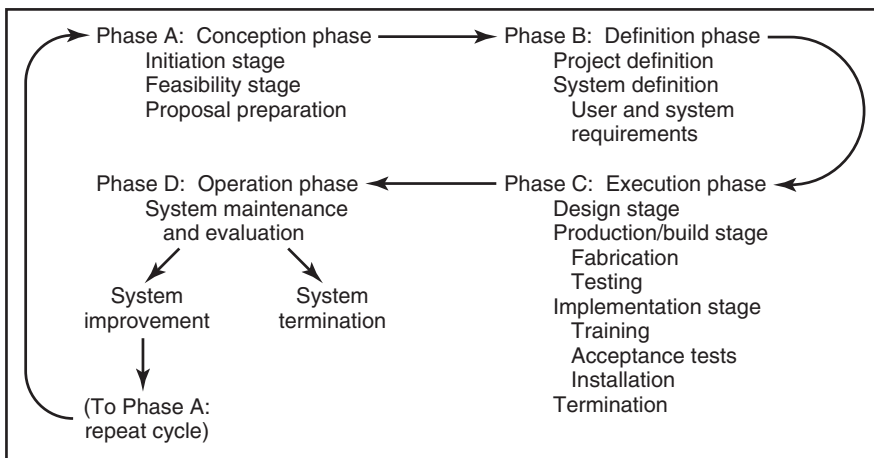 Phase A: Conception phase
Initiation stage
Feasibility stage
Proposal preparation
Phase B: Definition phase
Project definition
System definition
User and system
requirements
Phase C: Execution phase
Design stage
Production/build stage
Fabrication
Testing
Implementation stage
Training
Acceptance tests
Installation
Termination
Phase D: Operation phase
System maintenance
and evaluation
System
improvement
System
termination
(To Phase A:
repeat cycle)